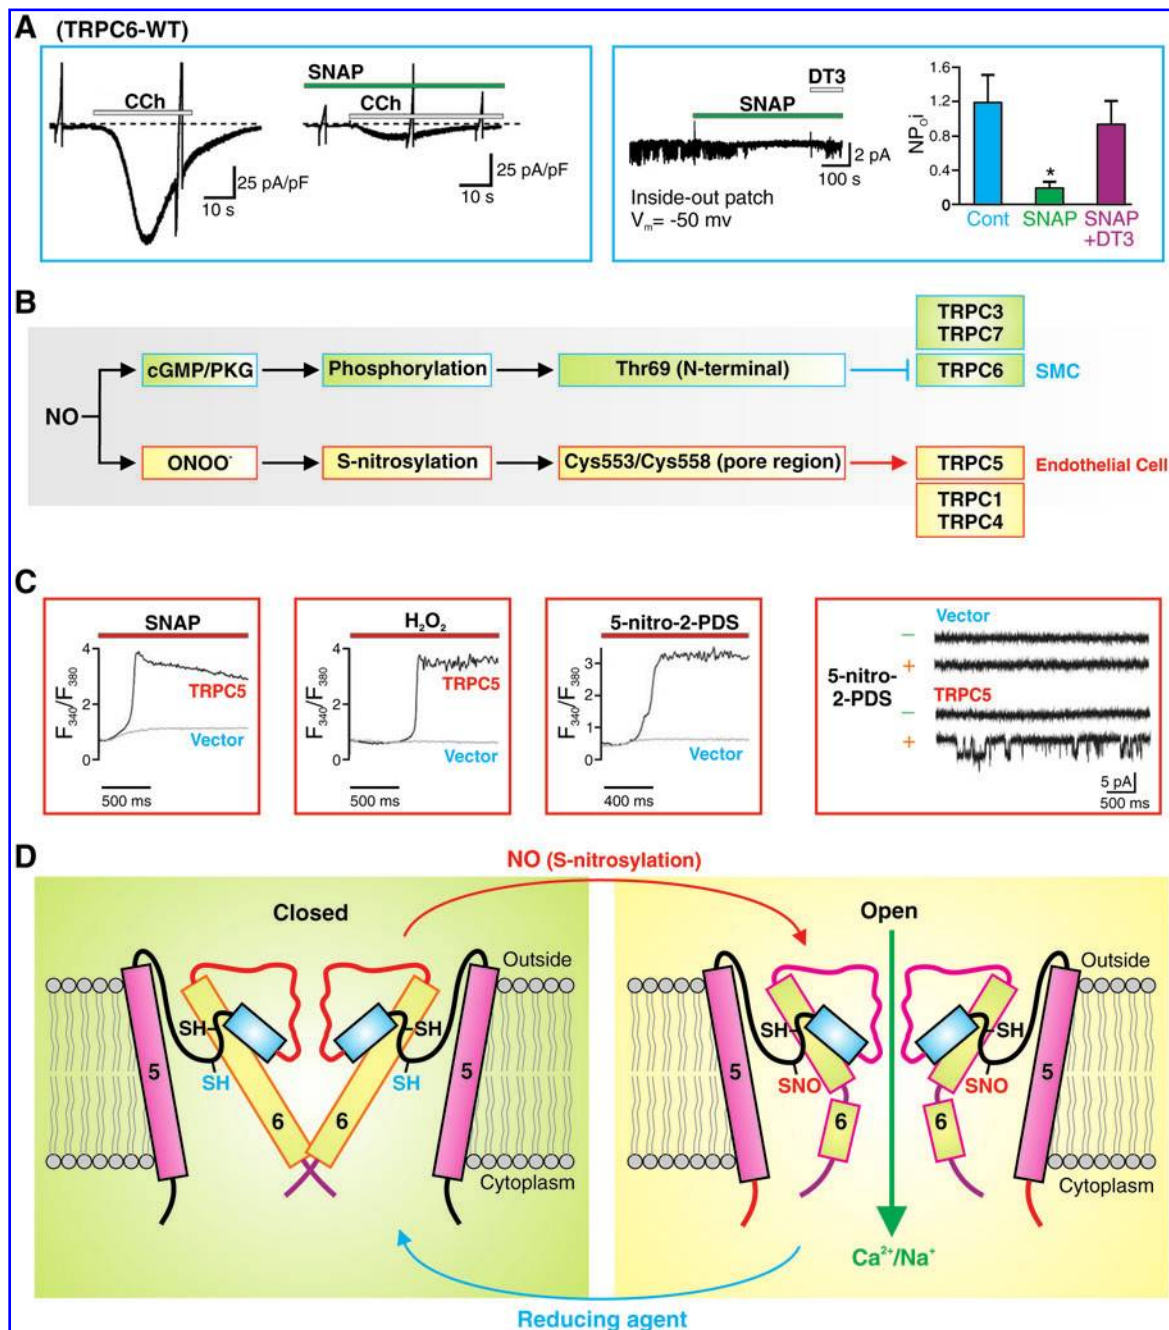 A (TRPC6-WT)
CCh
25 pA/pF
10 s
SNAP
CCh
25 pA/pF
10 s
DT3
SNAP
2 pA
100 s
Inside-out patch
Vm= -50 mv
NPoi
1.6
1.2
0.8
0.4
0
*
Cont
SNAP
SNAP
+DT3
B
NO
cGMP/PKG
Phosphorylation
Thr69 (N-terminal)
TRPC3
TRPC7
TRPC6
SMC
ONOO-
S-nitrosylation
Cys553/Cys558 (pore region)
TRPC5
Endothelial Cell
TRPC1
TRPC4
C
SNAP
F340/F380
4
2
0
TRPC5
Vector
500 ms
H2O2
F340/F380
4
2
0
TRPC5
Vector
500 ms
5-nitro-2-PDS
F340/F380
3
2
1
0
Vector
400 ms
5-nitro-
2-PDS
Vector
−
+
TRPC5
−
+
5 pA
500 ms
D
NO (S-nitrosylation)
Closed
Outside
SH
SH
SH
SH
5
5
6
6
Cytoplasm
Open
Outside
SH
SH
SNO
SNO
5
5
6
6
Cytoplasm
Ca2+/Na+
Reducing agent